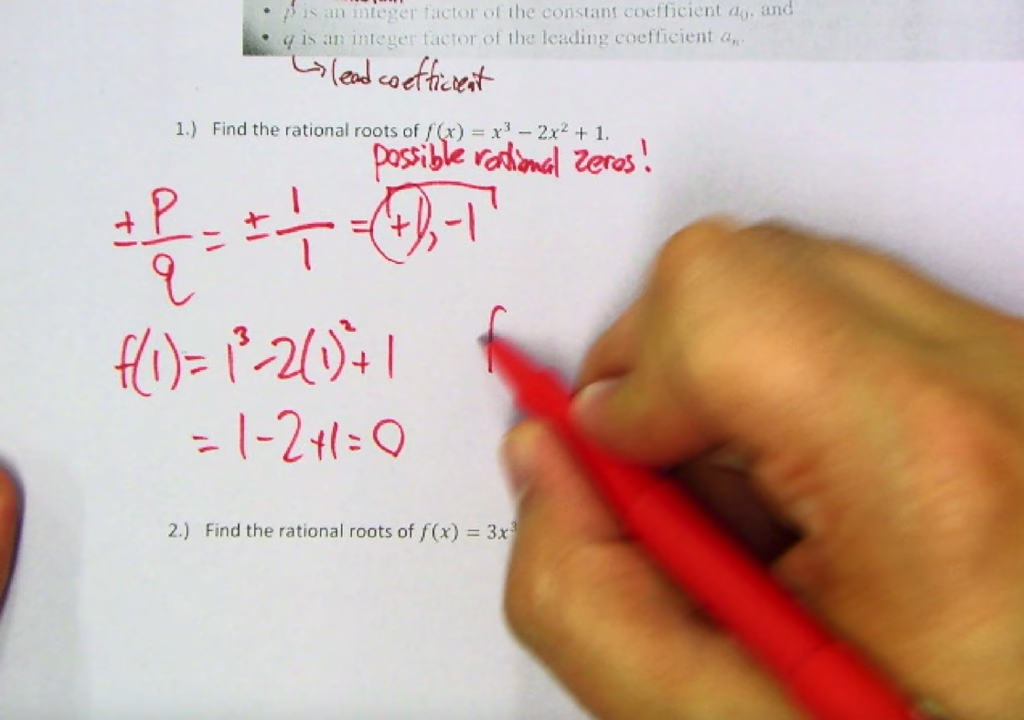 • p is an integer factor of the constant coefficient a₀, and
• q is an integer factor of the leading coefficient aₙ.
↳ lead coefficient
1.) Find the rational roots of f(x) = x³ − 2x² + 1.
possible rational zeros!
± p/q = ± 1/1 = +1, -1
f(1) = 1³ - 2(1)² + 1
f
= 1 - 2 + 1 = 0
2.) Find the rational roots of f(x) = 3x³